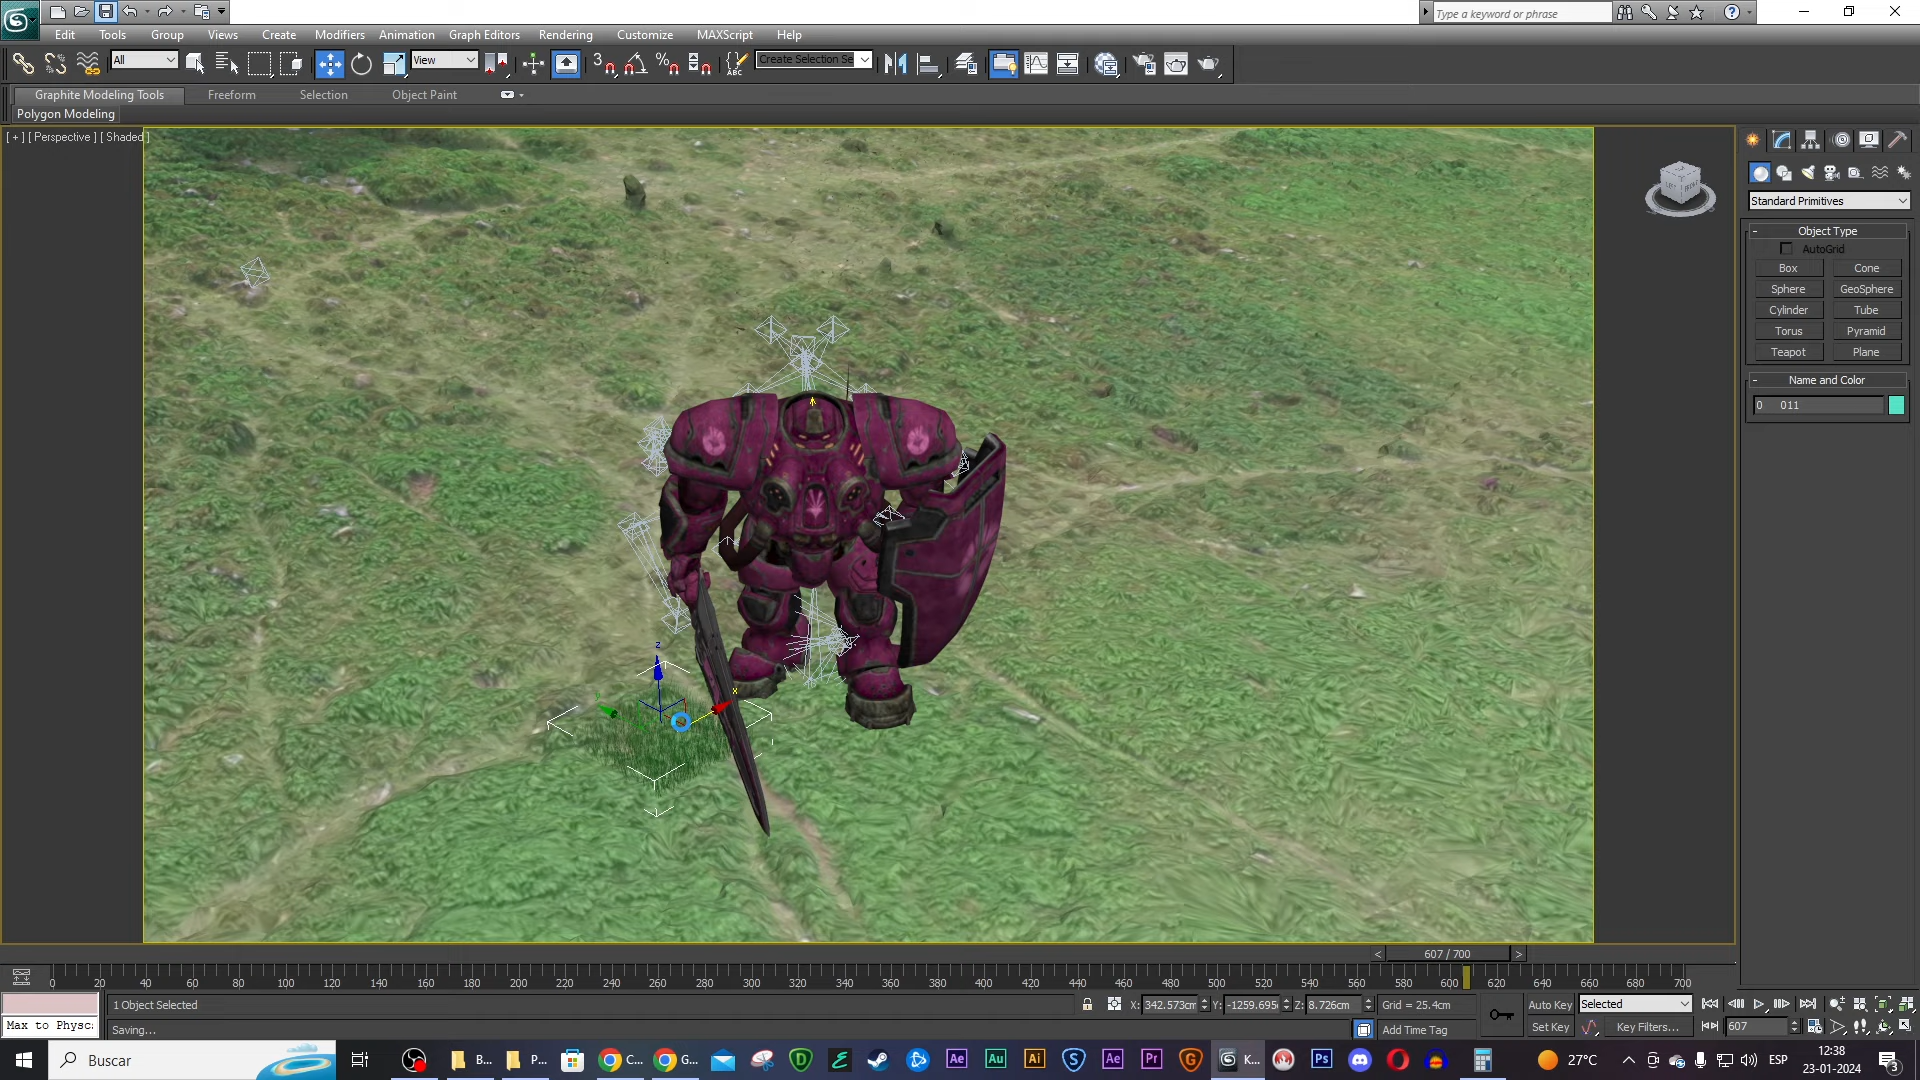 Type a keyword or phrase
Edit Tools Group Views Create Modifiers Animation Graph Editors Rendering Customize MAXScript Help
All View Create Selection Se
Graphite Modeling Tools Freeform Selection Object Paint
Polygon Modeling
[ + ] [ Perspective ] [ Shaded ]
Standard Primitives
- Object Type
AutoGrid
Box Cone
Sphere GeoSphere
Cylinder Tube
Torus Pyramid
Teapot Plane
- Name and Color
0 011
z
x
< 607 / 700 >
0 20 40 60 80 100 120 140 160 180 200 220 240 260 280 300 320 340 360 380 400 420 440 460 480 500 520 540 560 580 600 620 640 660 680 700
1 Object Selected X: 342.573cm Y: -1259.695 Z: 8.726cm Grid = 25.4cm Auto Key Selected
Max to Physc: Saving... Add Time Tag Set Key Key Filters... 607
Buscar B... P... C... G... K... 27°C ESP 12:38
23-01-2024
3